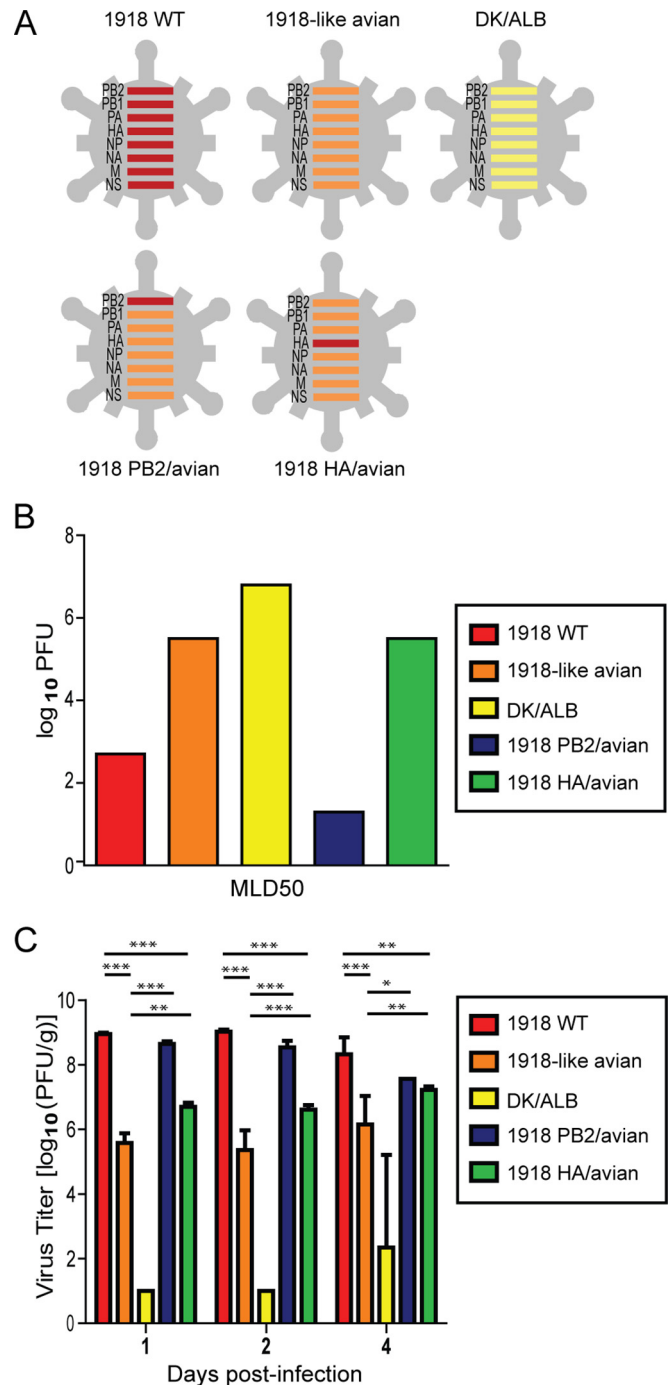 A
1918 WT
1918-like avian
DK/ALB
PB2
PB1
PA
HA
NP
NA
M
NS
PB2
PB1
PA
HA
NP
NA
M
NS
PB2
PB1
PA
HA
NP
NA
M
NS
PB2
PB1
PA
HA
NP
NA
M
NS
PB2
PB1
PA
HA
NP
NA
M
NS
1918 PB2/avian
1918 HA/avian
B
8
6
4
2
0
log10 PFU
MLD50
1918 WT
1918-like avian
DK/ALB
1918 PB2/avian
1918 HA/avian
C
*** *** **
*** *** ***
*** *** *
** *** **
10
8
6
4
2
0
Virus Titer [log10(PFU/g)]
1 2 4
Days post-infection
1918 WT
1918-like avian
DK/ALB
1918 PB2/avian
1918 HA/avian